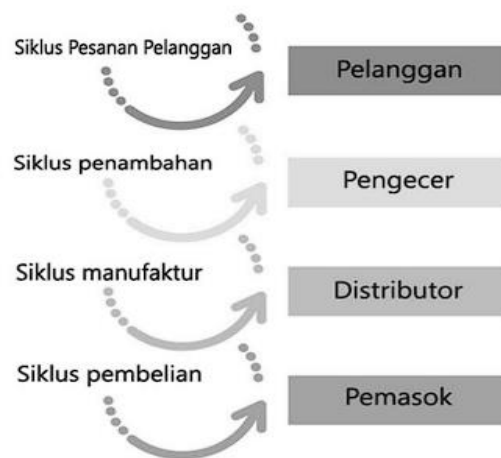 Siklus Pesanan Pelanggan
Pelanggan
Siklus penambahan
Pengecer
Siklus manufaktur
Distributor
Siklus pembelian
Pemasok